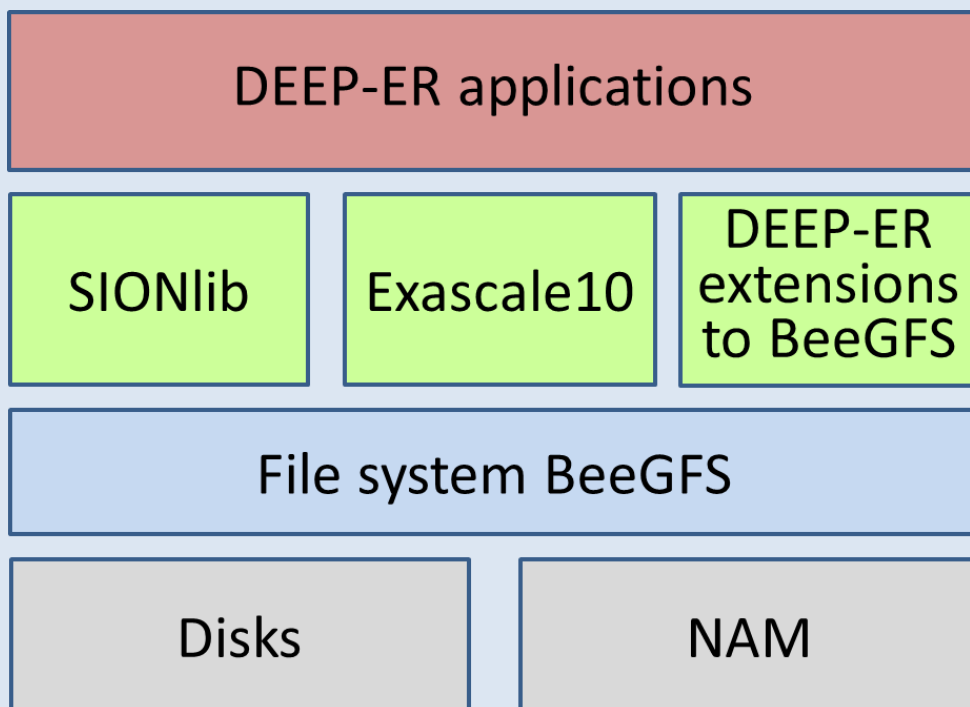 DEEP-ER applications
SIONlib
Exascale10
DEEP-ER
extensions
to BeeGFS
File system BeeGFS
Disks
NAM